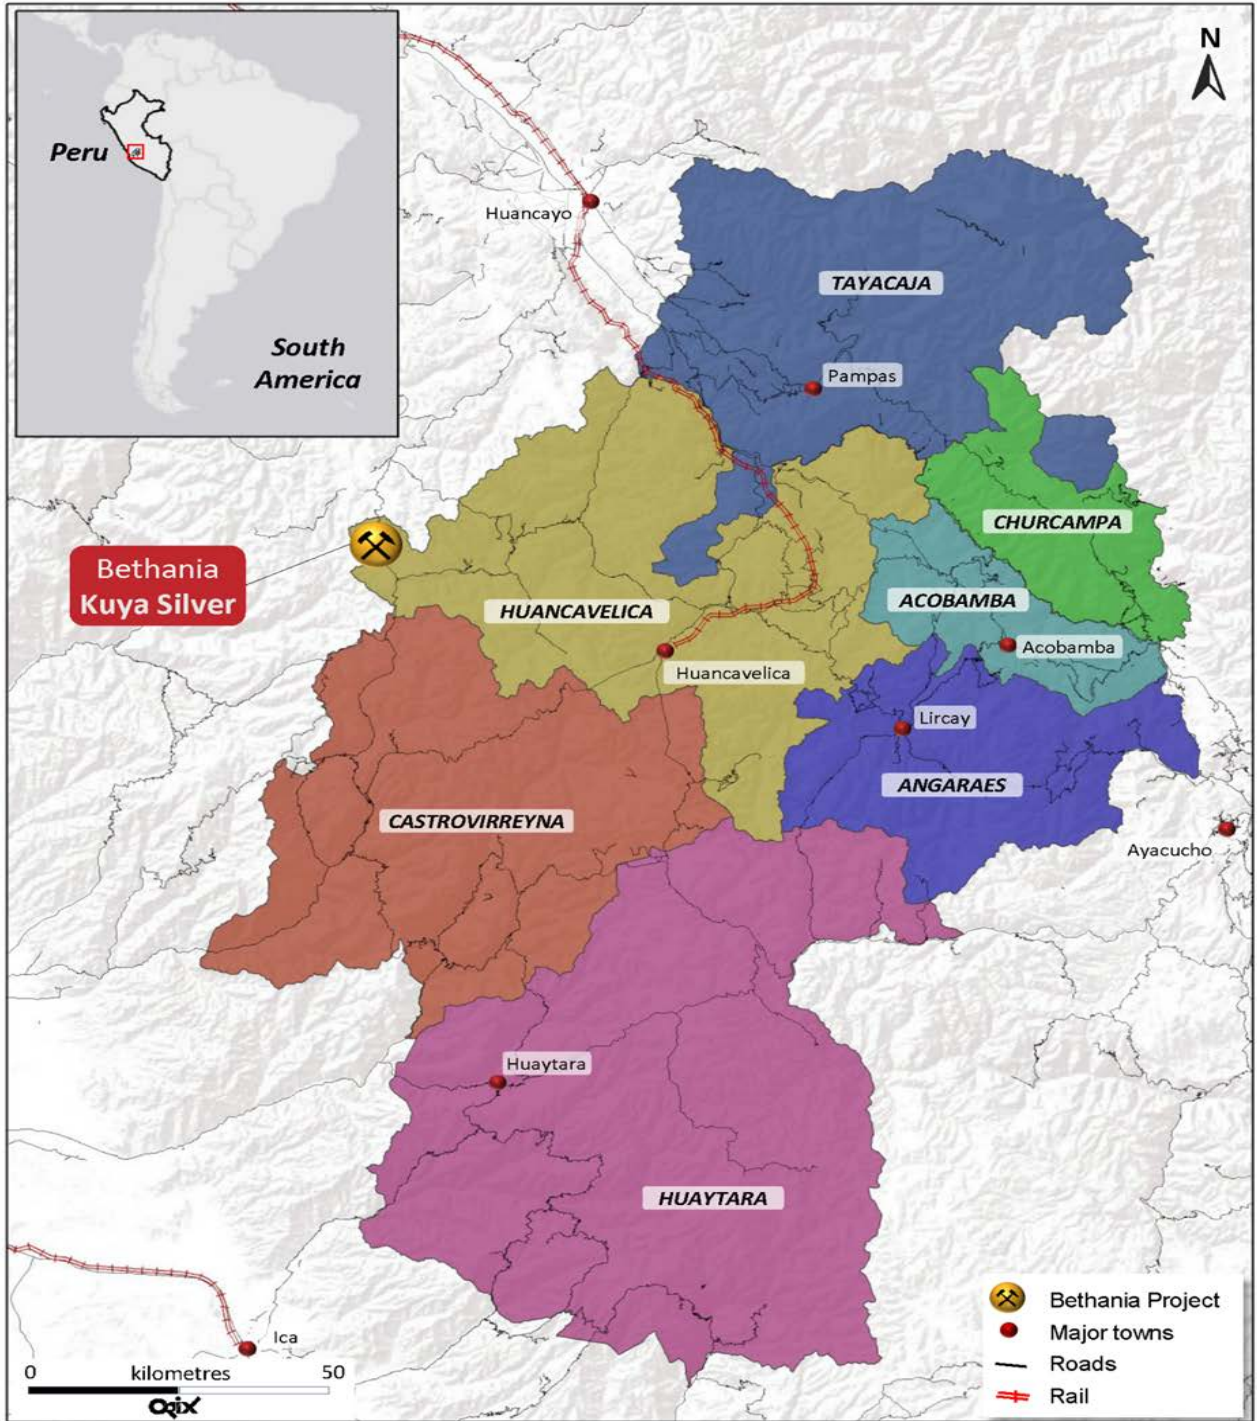 N
Peru
South
America
Huancayo
TAYACAJA
Pampas
CHURCAMPA
Bethania
Kuya Silver
HUANCAVELICA
ACOBAMBA
Acobamba
Huancavelica
Lircay
ANGARAES
CASTROVIRREYNA
Ayacucho
Huaytara
HUAYTARA
Ica
0 kilometres 50
Qgix
Bethania Project
Major towns
Roads
Rail